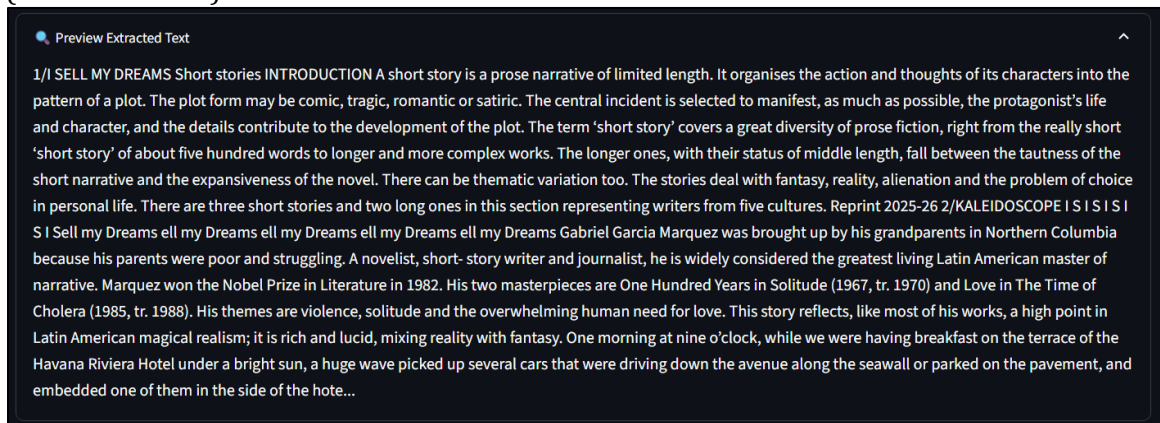 Preview Extracted Text
1/I SELL MY DREAMS Short stories INTRODUCTION A short story is a prose narrative of limited length. It organises the action and thoughts of its characters into the
pattern of a plot. The plot form may be comic, tragic, romantic or satiric. The central incident is selected to manifest, as much as possible, the protagonist’s life
and character, and the details contribute to the development of the plot. The term ‘short story’ covers a great diversity of prose fiction, right from the really short
‘short story’ of about five hundred words to longer and more complex works. The longer ones, with their status of middle length, fall between the tautness of the
short narrative and the expansiveness of the novel. There can be thematic variation too. The stories deal with fantasy, reality, alienation and the problem of choice
in personal life. There are three short stories and two long ones in this section representing writers from five cultures. Reprint 2025-26 2/KALEIDOSCOPE I S I S I S I
S I Sell my Dreams ell my Dreams ell my Dreams ell my Dreams ell my Dreams Gabriel Garcia Marquez was brought up by his grandparents in Northern Columbia
because his parents were poor and struggling. A novelist, short- story writer and journalist, he is widely considered the greatest living Latin American master of
narrative. Marquez won the Nobel Prize in Literature in 1982. His two masterpieces are One Hundred Years in Solitude (1967, tr. 1970) and Love in The Time of
Cholera (1985, tr. 1988). His themes are violence, solitude and the overwhelming human need for love. This story reflects, like most of his works, a high point in
Latin American magical realism; it is rich and lucid, mixing reality with fantasy. One morning at nine o’clock, while we were having breakfast on the terrace of the
Havana Riviera Hotel under a bright sun, a huge wave picked up several cars that were driving down the avenue along the seawall or parked on the pavement, and
embedded one of them in the side of the hote...